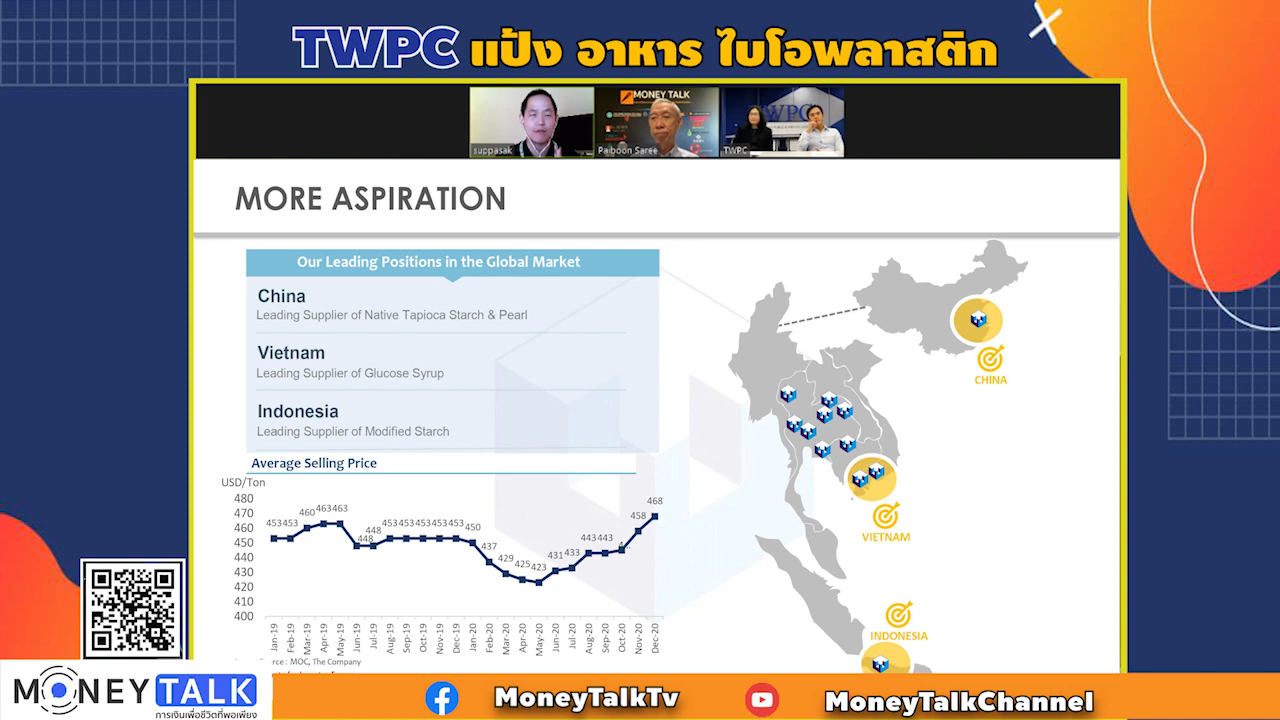 TWPC แป้ง อาหาร ไบโอพลาสติก
MONEY TALK
TWPC
suppasak
Paiboon Saree
TWPC
MORE ASPIRATION
Our Leading Positions in the Global Market
China
Leading Supplier of Native Tapioca Starch & Pearl
Vietnam
Leading Supplier of Glucose Syrup
Indonesia
Leading Supplier of Modified Starch
Average Selling Price
USD/Ton
480
470
460
450
440
430
420
410
400
453 453 460 463 463 448 448 453 453 453 453 453 450 437 429 425 423 431 433 443 443 458 468
Jan-19 Feb-19 Mar-19 Apr-19 May-19 Jun-19 Jul-19 Aug-19 Sep-19 Oct-19 Nov-19 Dec-19 Jan-20 Feb-20 Mar-20 Apr-20 May-20 Jun-20 Jul-20 Aug-20 Sep-20 Oct-20 Nov-20 Dec-20
: MOC, The Company
CHINA
VIETNAM
INDONESIA
MONEY TALK
การเงินเพื่อชีวิตที่พอเพียง
MoneyTalkTv
MoneyTalkChannel